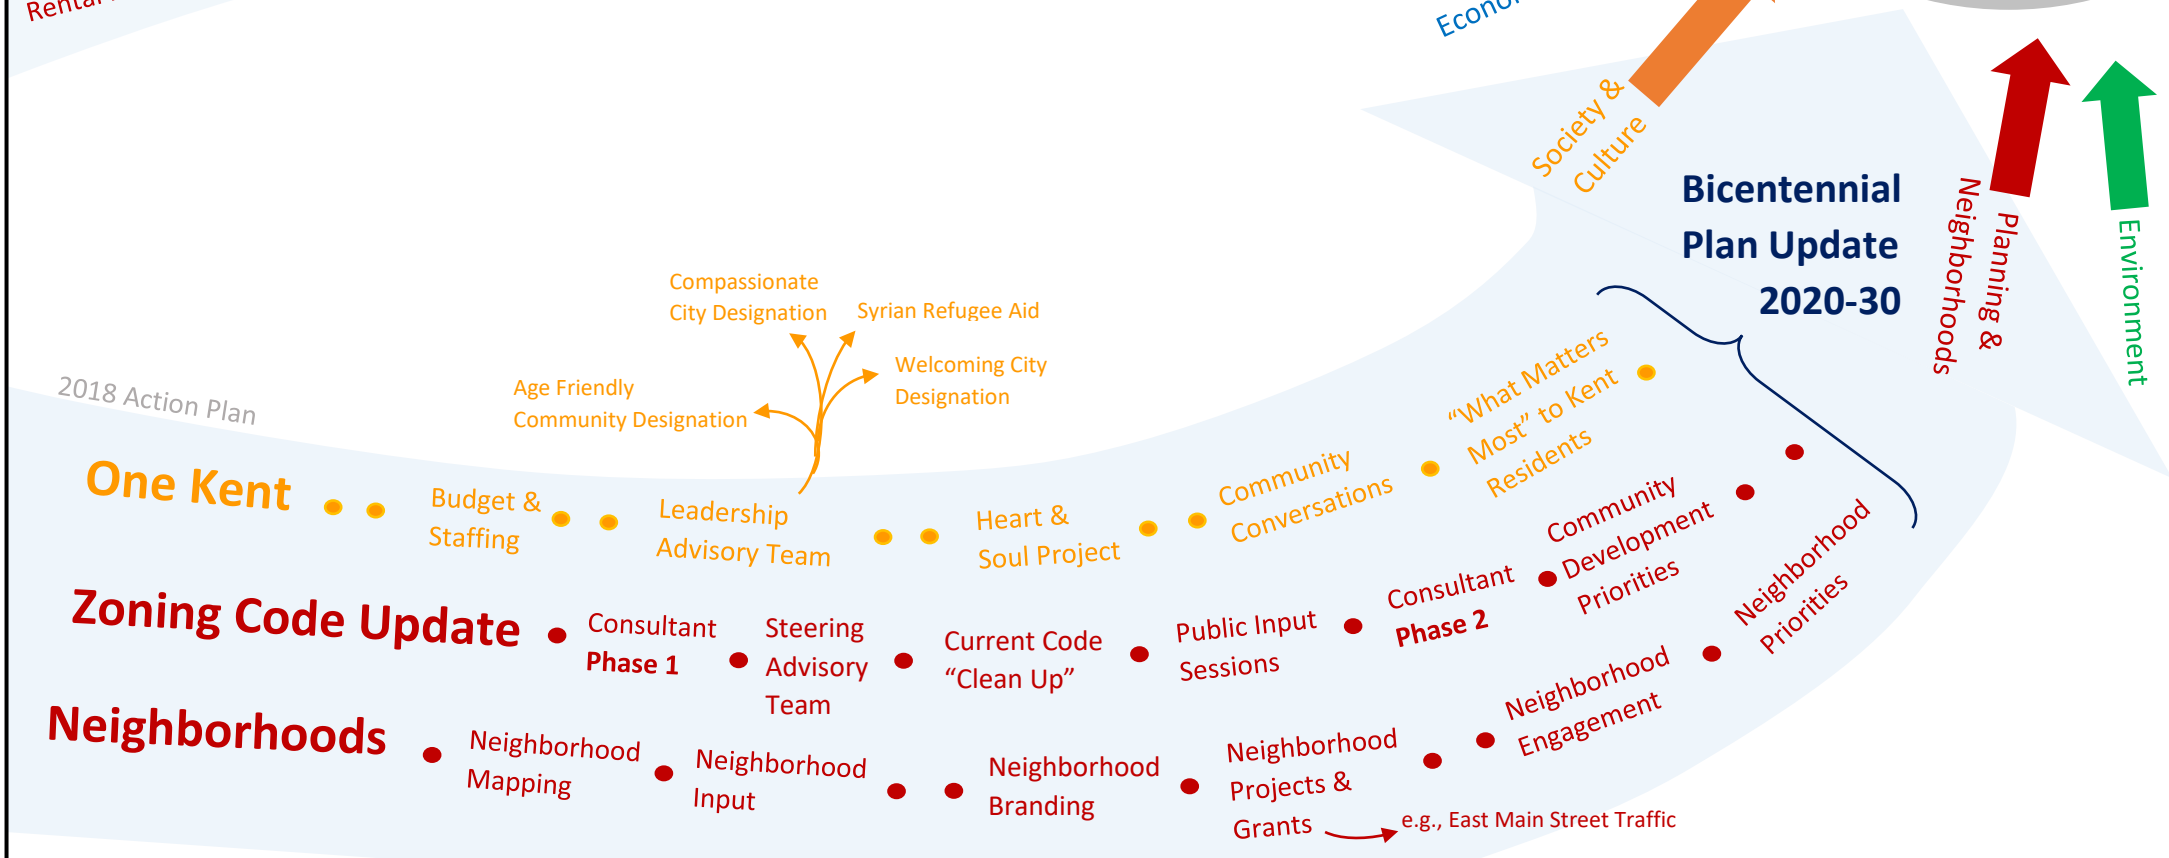 Rental
Econo
Society &
Culture
Bicentennial
Plan Update
2020-30
Planning &
Neighborhoods
Environment
Compassionate
City Designation
Syrian Refugee Aid
Welcoming City
Designation
Age Friendly
Community Designation
2018 Action Plan
One Kent
Budget &
Staffing
Leadership
Advisory Team
Heart &
Soul Project
Community
Conversations
“What Matters
Most” to Kent
Residents
Zoning Code Update
Consultant
Phase 1
Steering
Advisory
Team
Current Code
“Clean Up”
Public Input
Sessions
Consultant
Phase 2
Community
Development
Priorities
Neighborhoods
Neighborhood
Mapping
Neighborhood
Input
Neighborhood
Branding
Neighborhood
Projects &
Grants
e.g., East Main Street Traffic
Neighborhood
Engagement
Neighborhood
Priorities